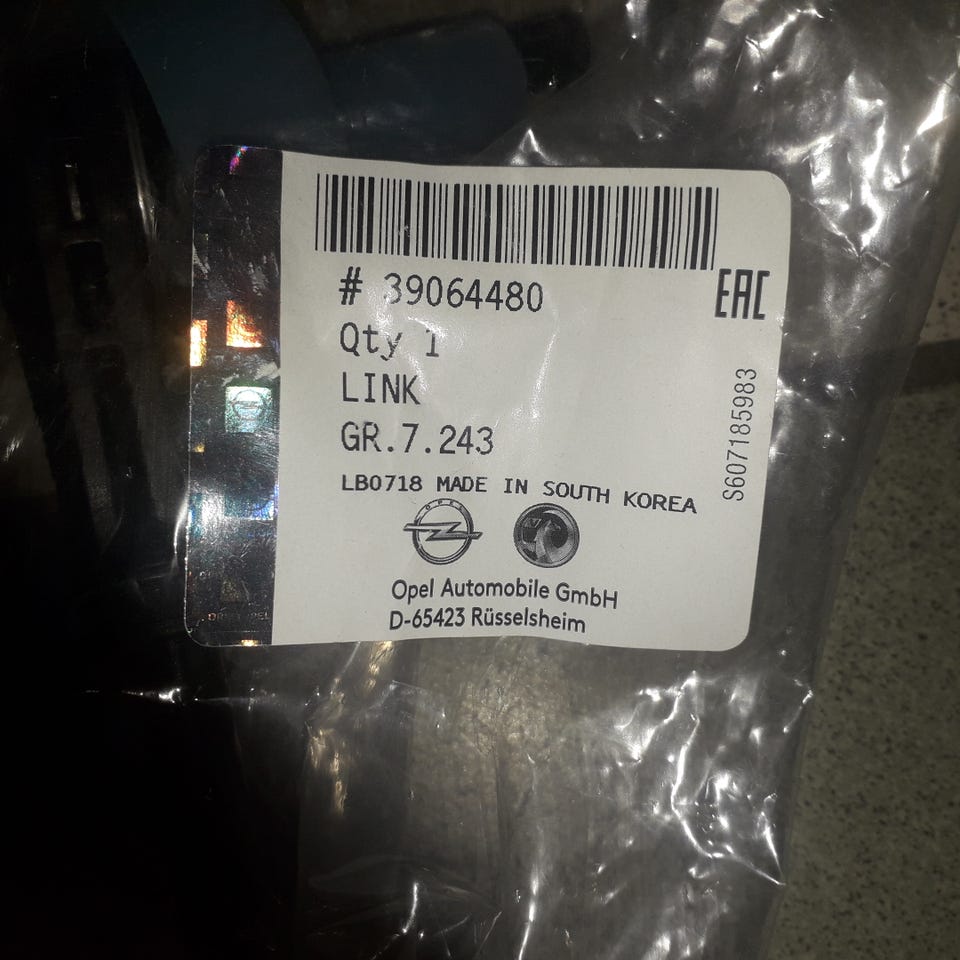 # 39064480
EAC
Qty 1
LINK
GR.7.243
LB0718 MADE IN SOUTH KOREA
S607185983
OPEL
Opel Automobile GmbH
D-65423 Rüsselsheim